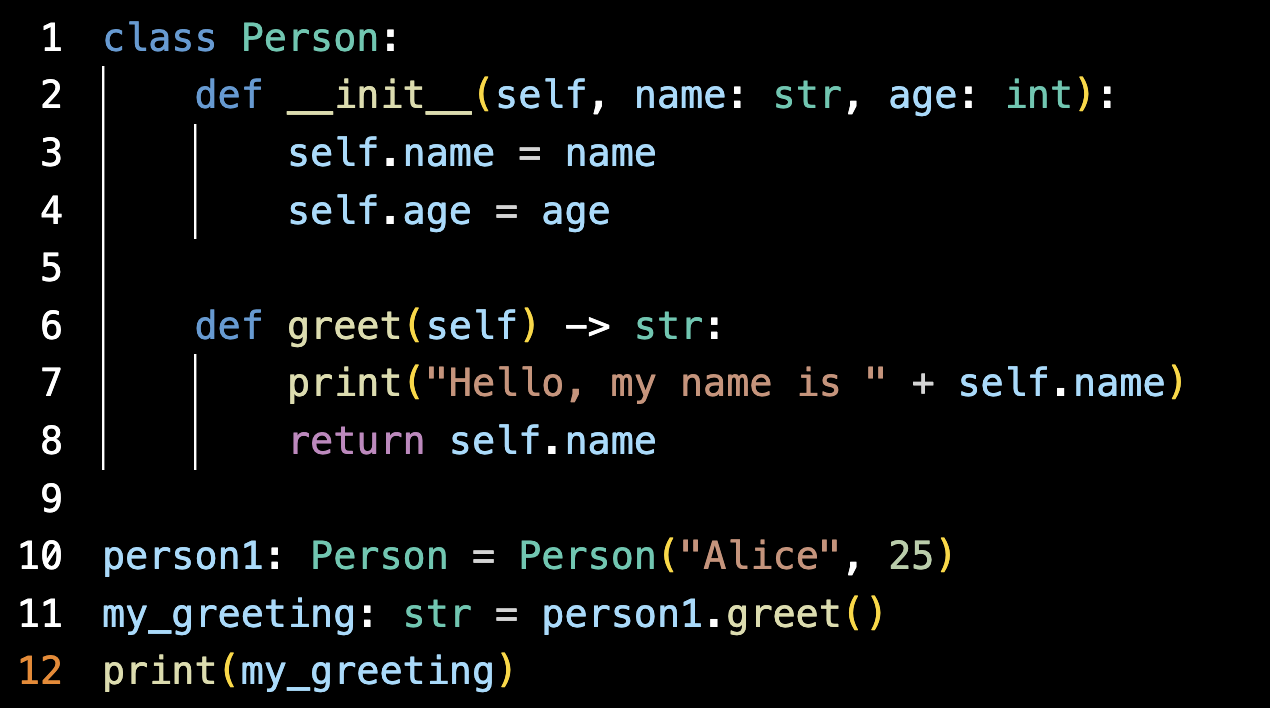 1 class Person:
2     def __init__(self, name: str, age: int):
3         self.name = name
4         self.age = age
5
6     def greet(self) -> str:
7         print("Hello, my name is " + self.name)
8         return self.name
9
10 person1: Person = Person("Alice", 25)
11 my_greeting: str = person1.greet()
12 print(my_greeting)